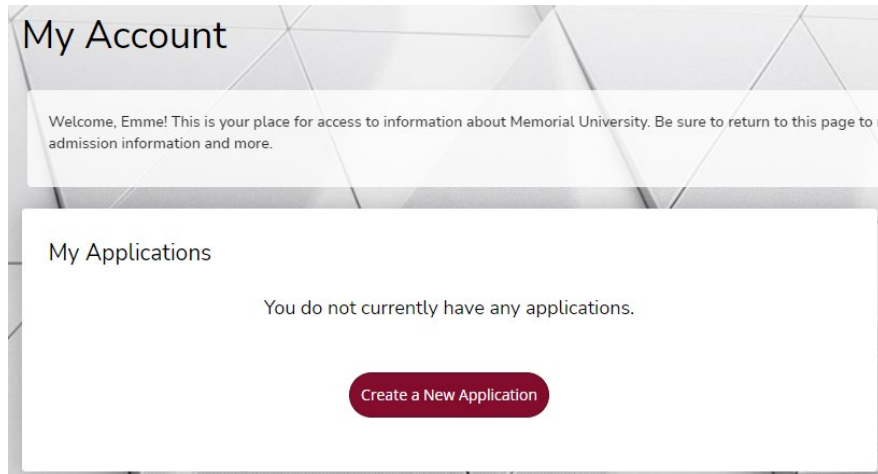 My Account
Welcome, Emme! This is your place for access to information about Memorial University. Be sure to return to this page to
admission information and more.
My Applications
You do not currently have any applications.
Create a New Application